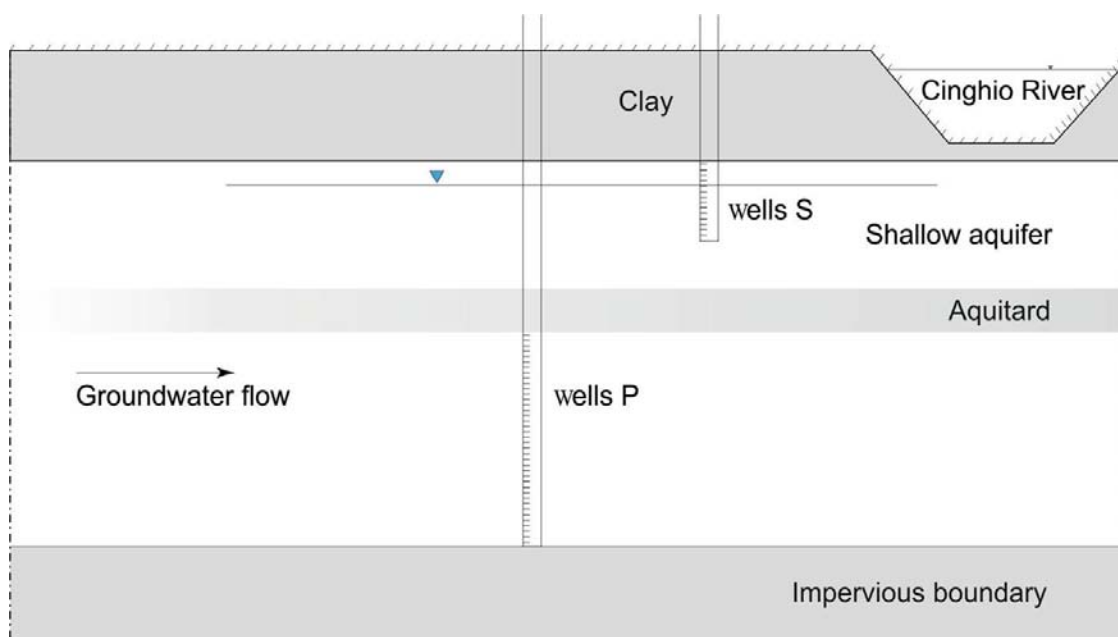 Clay
Cinghio River
wells S
Shallow aquifer
Aquitard
Groundwater flow
wells P
Impervious boundary